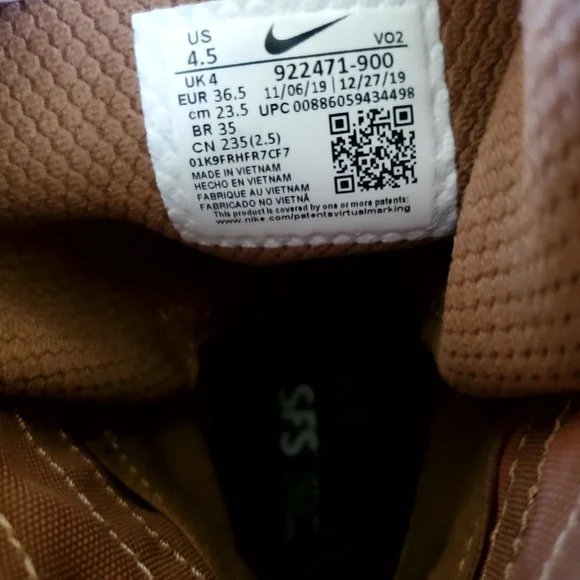 US
4.5
VO2
UK 4
922471-900
EUR 36.5
11/06/19 | 12/27/19
cm 23.5
UPC 00886059434498
BR 35
CN 235(2.5)
01K9FRHFR7CF7
MADE IN VIETNAM
HECHO EN VIETNAM
FABRIQUE AU VIETNAM
FABRICADO NO VIETNÃ
This product is covered by one or more patents:
www.nike.com/patentsvirtualmarking
SFS